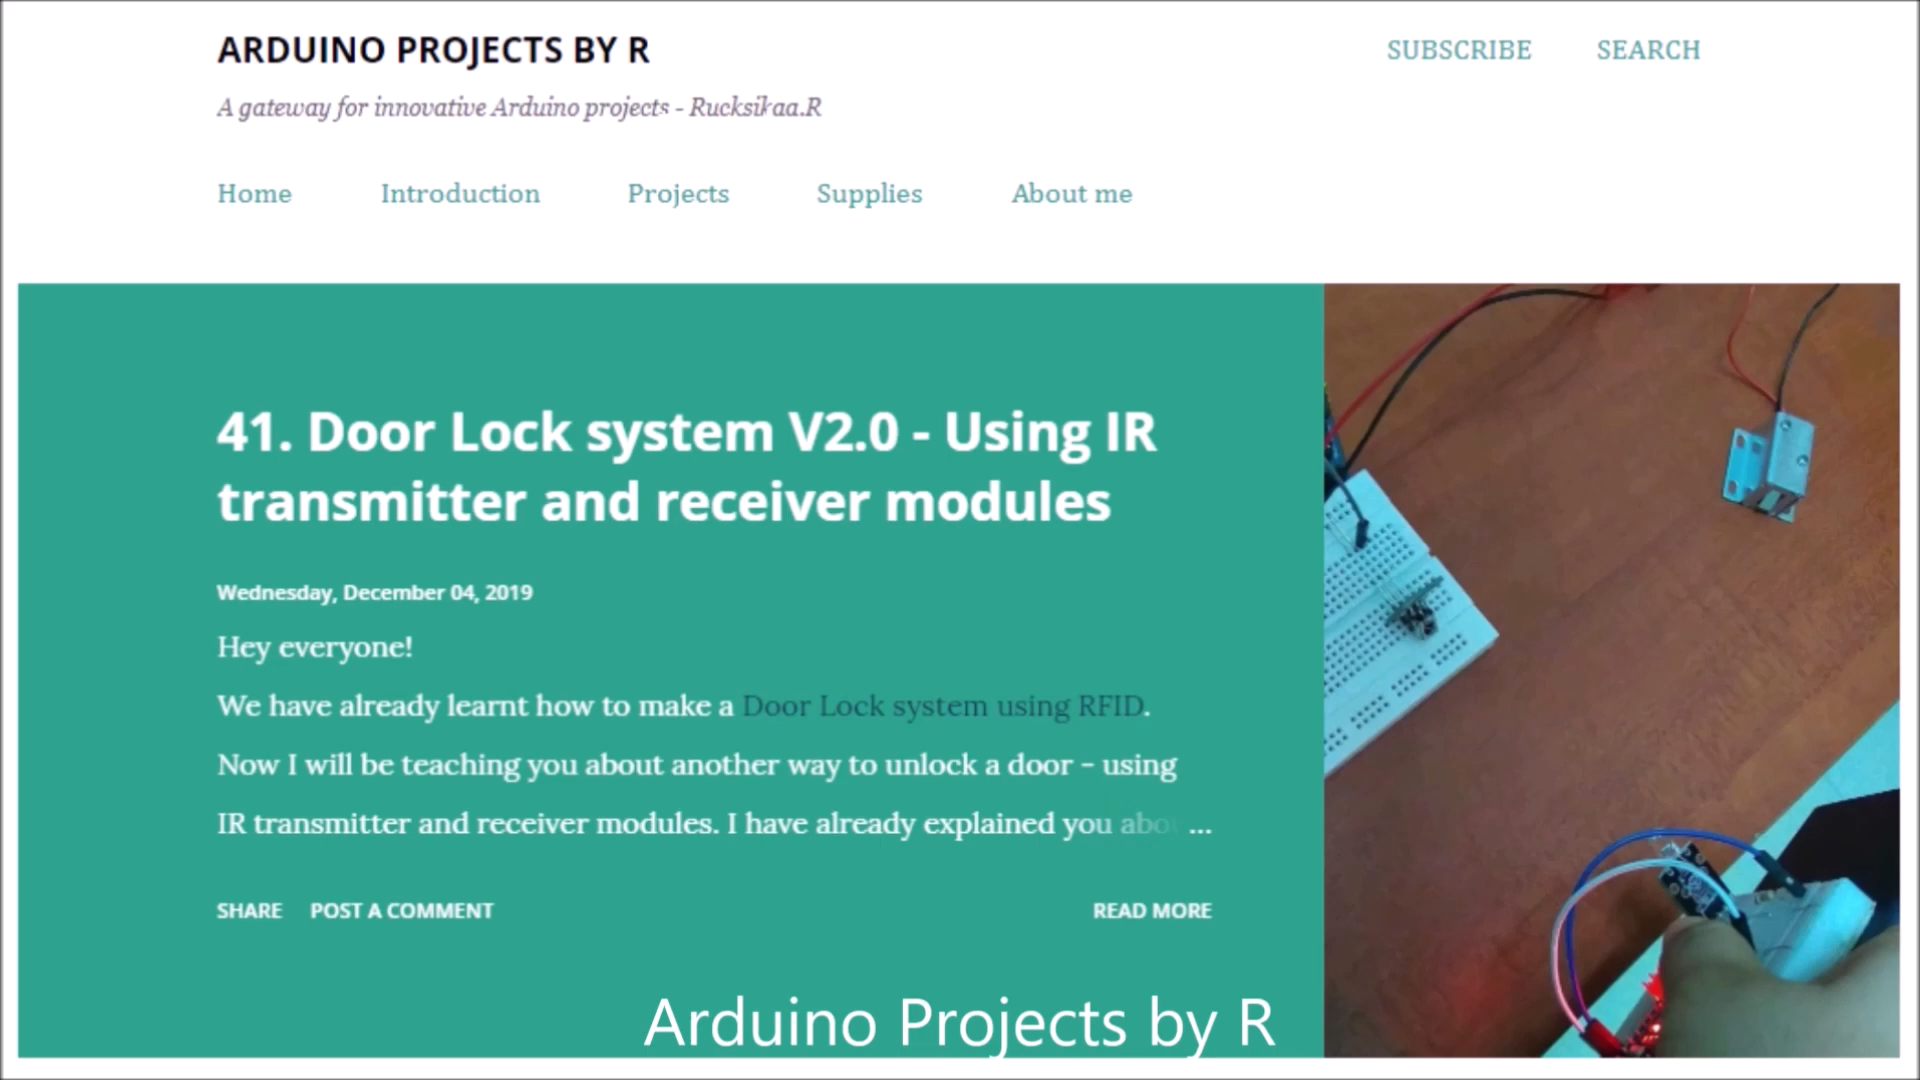 ARDUINO PROJECTS BY R
SUBSCRIBE
SEARCH
A gateway for innovative Arduino projects - Rucksikaa.R
Home
Introduction
Projects
Supplies
About me
41. Door Lock system V2.0 - Using IR
transmitter and receiver modules
Wednesday, December 04, 2019
Hey everyone!
We have already learnt how to make a Door Lock system using RFID.
Now I will be teaching you about another way to unlock a door - using
IR transmitter and receiver modules. I have already explained you abo ...
SHARE
POST A COMMENT
READ MORE
Arduino Projects by R